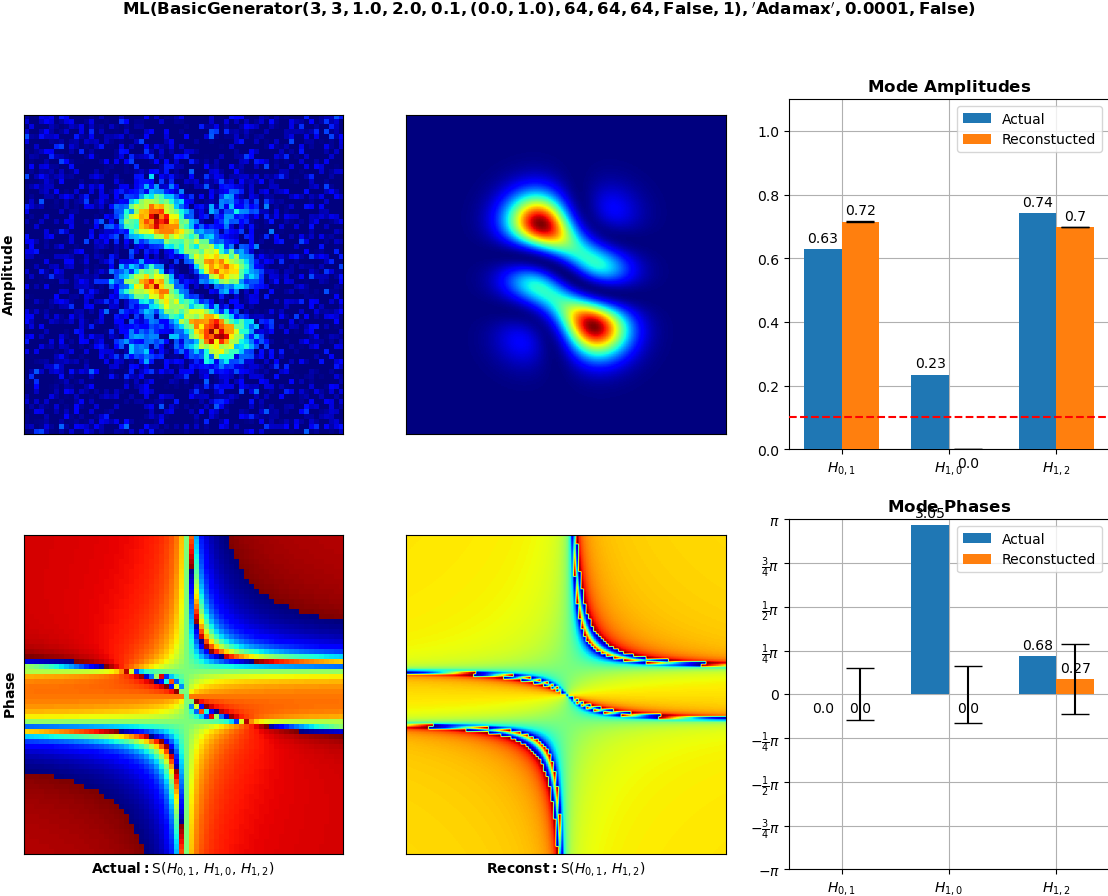 ML(BasicGenerator(3, 3, 1.0, 2.0, 0.1, (0.0, 1.0), 64, 64, 64, False, 1), ′Adamax′, 0.0001, False)
Amplitude
Mode Amplitudes
Actual
Reconstucted
1.0
0.8
0.6
0.4
0.2
0.0
0.63
0.72
0.23
0.0
0.74
0.7
H0, 1
H1, 0
H1, 2
Phase
Actual: S(H0, 1, H1, 0, H1, 2)
Reconst: S(H0, 1, H1, 2)
Mode Phases
Actual
Reconstucted
π
3/4π
1/2π
1/4π
0
−1/4π
−1/2π
−3/4π
−π
0.0
0.0
3.05
0.0
0.68
0.27
H0, 1
H1, 0
H1, 2